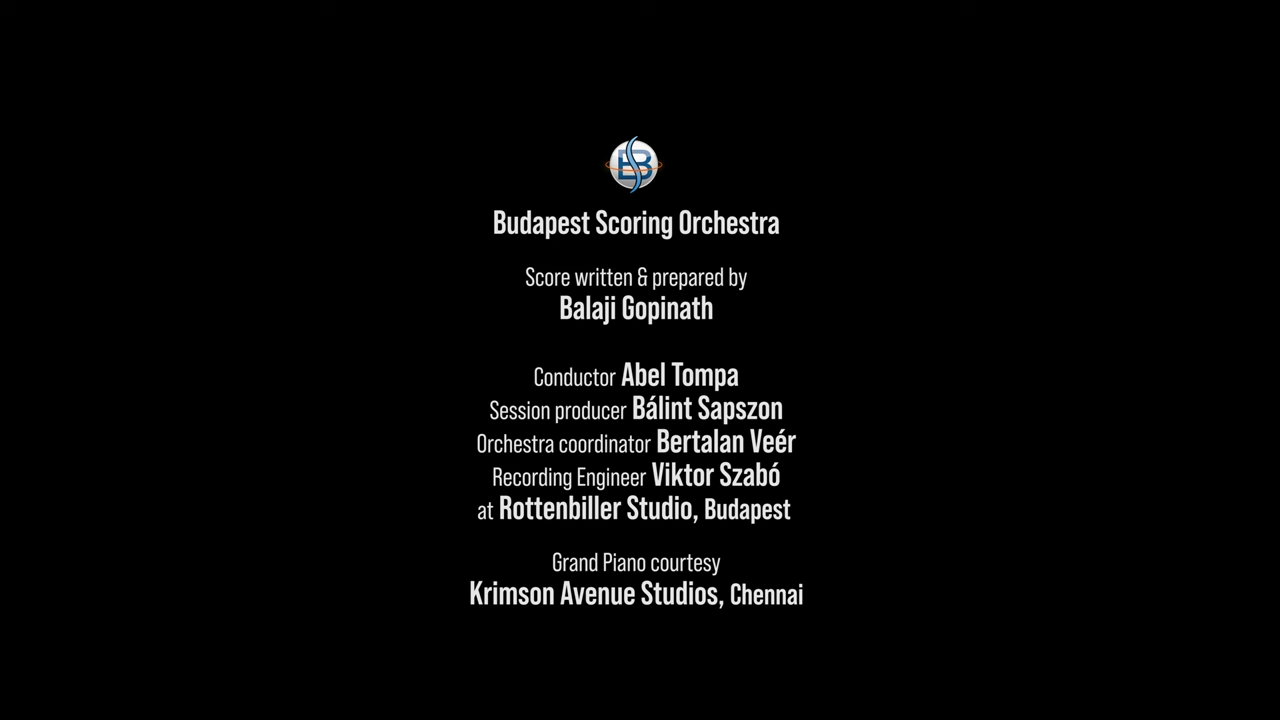 BSO
Budapest Scoring Orchestra
Score written & prepared by
Balaji Gopinath
Conductor Abel Tompa
Session producer Bálint Sapszon
Orchestra coordinator Bertalan Veér
Recording Engineer Viktor Szabó
at Rottenbiller Studio, Budapest
Grand Piano courtesy
Krimson Avenue Studios, Chennai